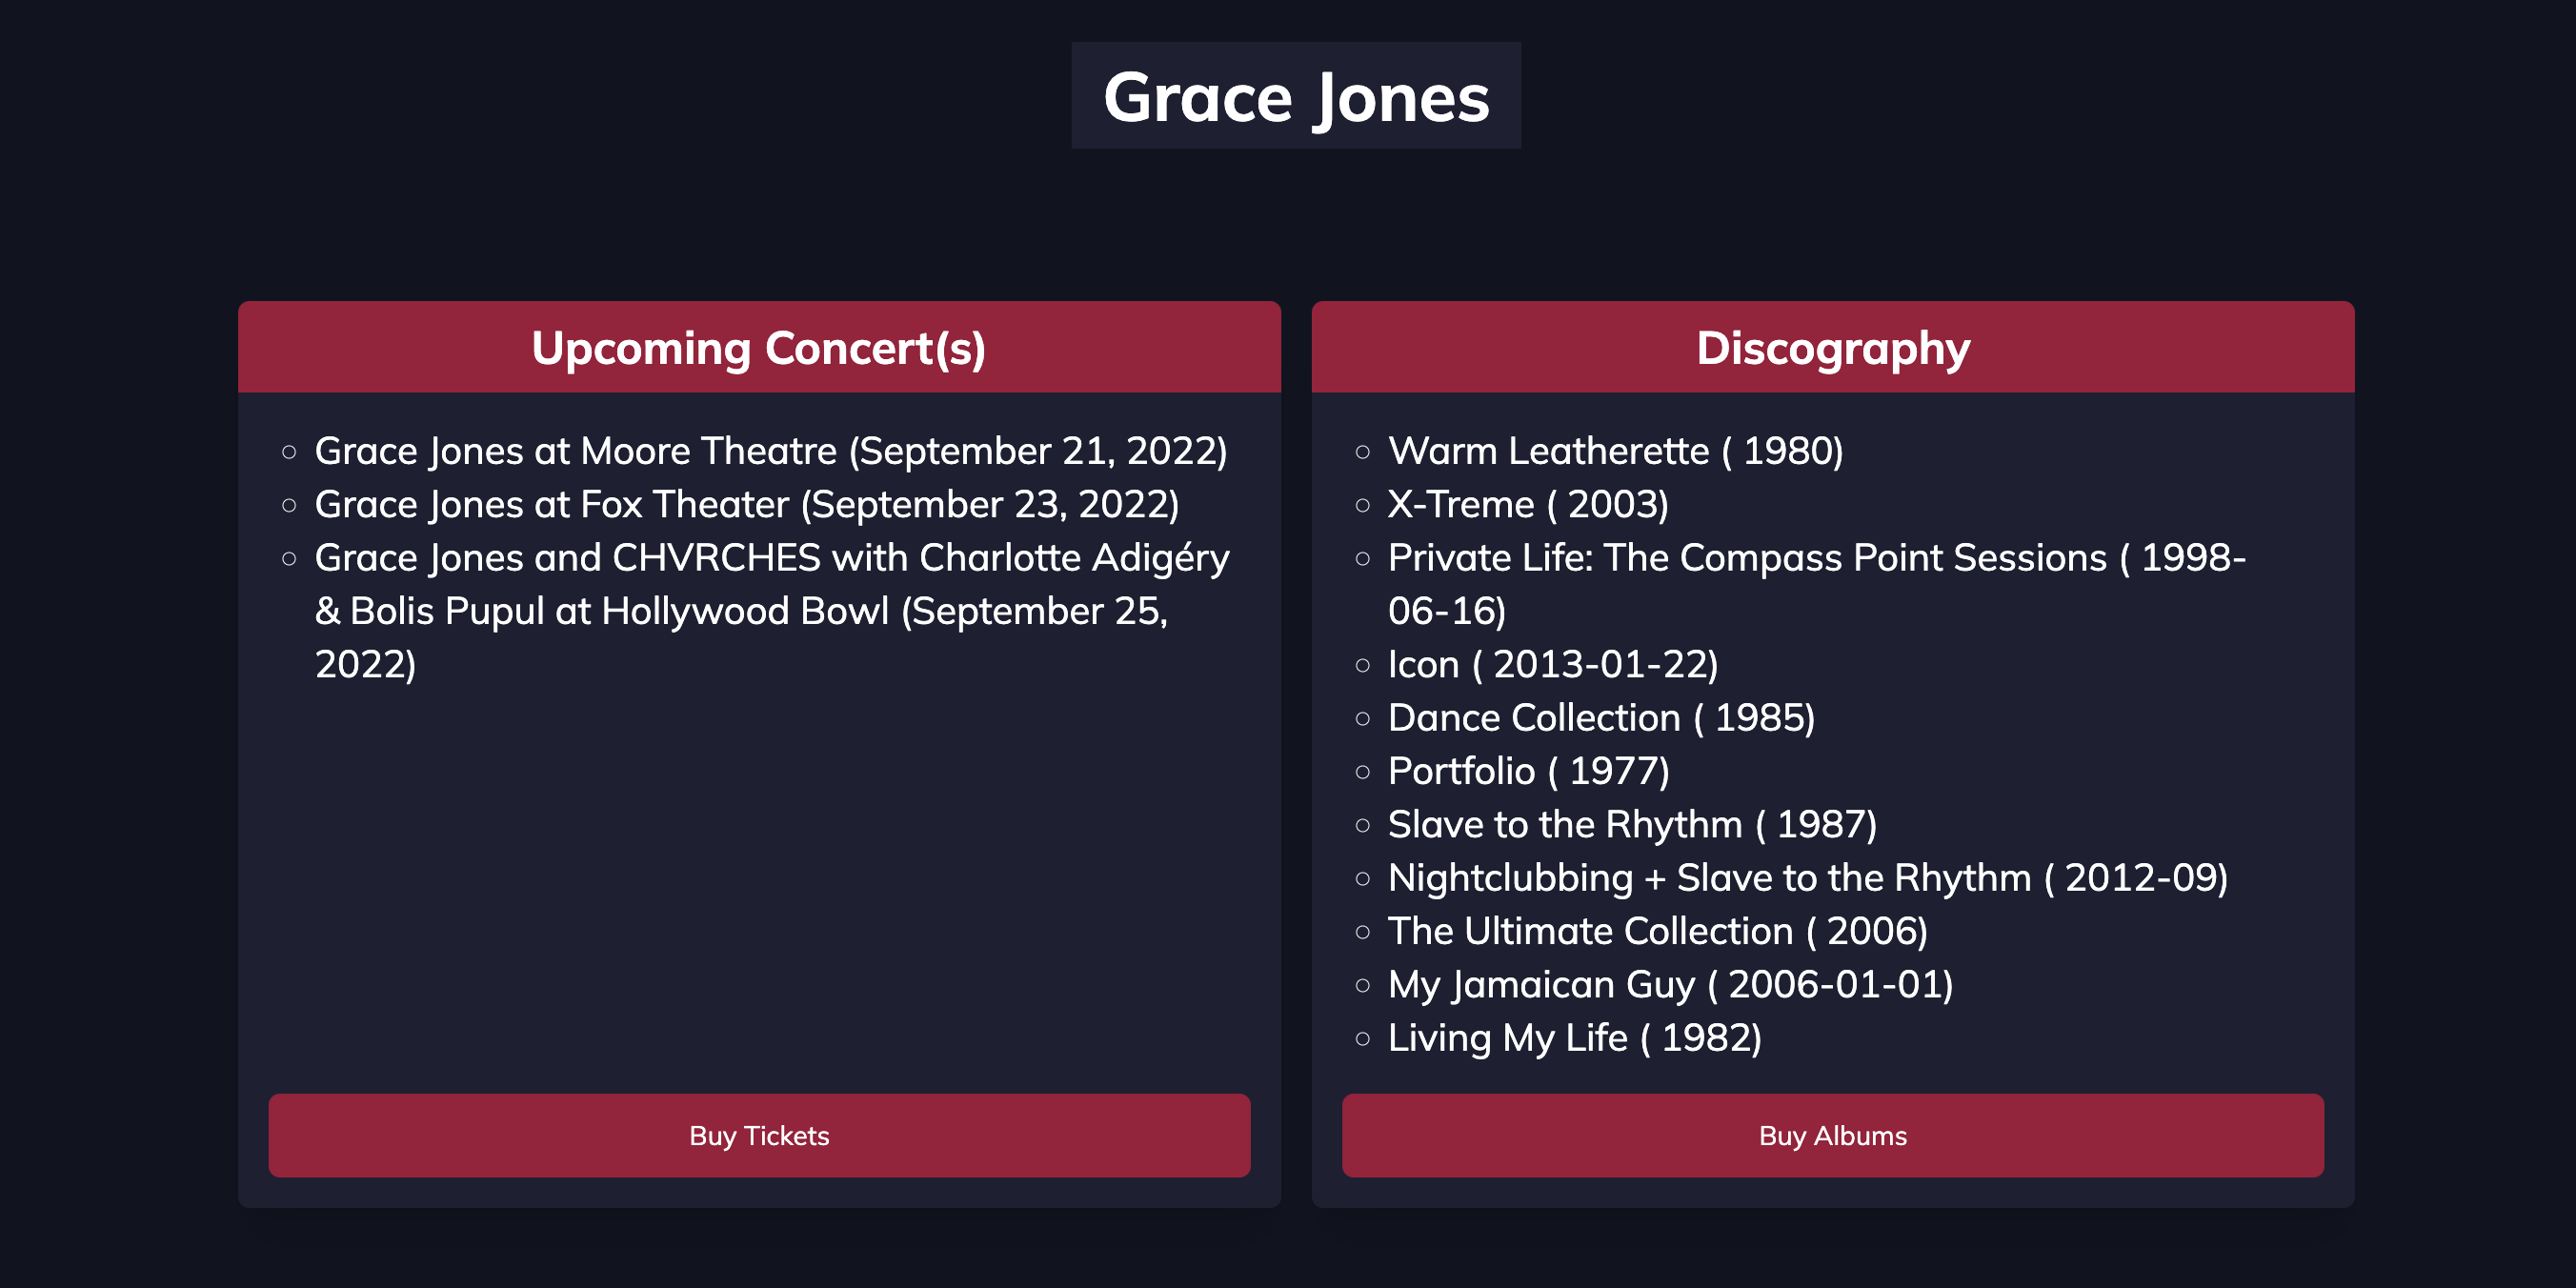 Grace Jones
Upcoming Concert(s)
Grace Jones at Moore Theatre (September 21, 2022)
Grace Jones at Fox Theater (September 23, 2022)
Grace Jones and CHVRCHES with Charlotte Adigéry
& Bolis Pupul at Hollywood Bowl (September 25,
2022)
Buy Tickets
Discography
Warm Leatherette ( 1980)
X-Treme ( 2003)
Private Life: The Compass Point Sessions ( 1998-
06-16)
Icon ( 2013-01-22)
Dance Collection ( 1985)
Portfolio ( 1977)
Slave to the Rhythm ( 1987)
Nightclubbing + Slave to the Rhythm ( 2012-09)
The Ultimate Collection ( 2006)
My Jamaican Guy ( 2006-01-01)
Living My Life ( 1982)
Buy Albums